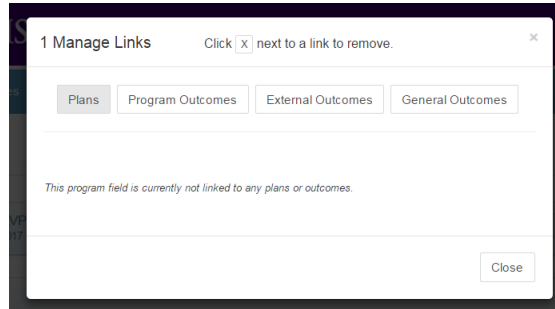 1 Manage Links Click X next to a link to remove. ×
Plans Program Outcomes External Outcomes General Outcomes
This program field is currently not linked to any plans or outcomes.
Close